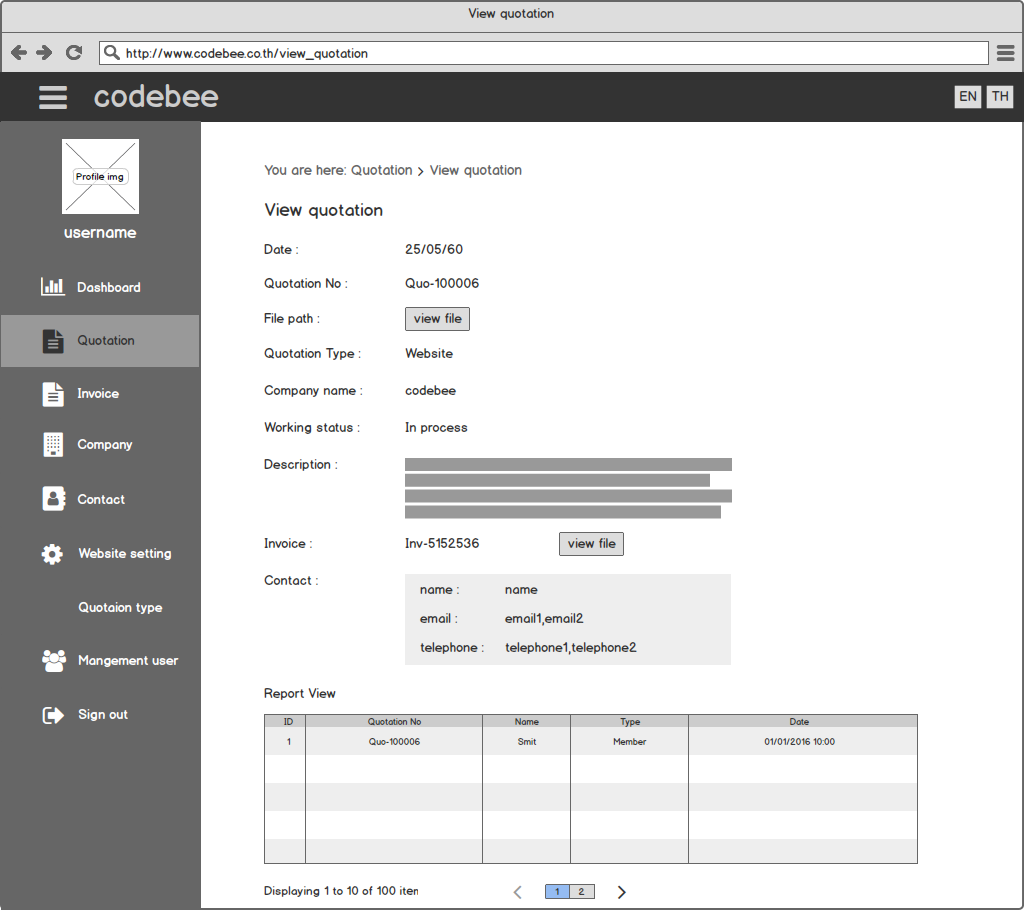 View quotation
http://www.codebee.co.th/view_quotation
codebee
EN TH
Profile img
username
Dashboard
Quotation
Invoice
Company
Contact
Website setting
Quotaion type
Mangement user
Sign out
You are here: Quotation > View quotation
View quotation
Date : 25/05/60
Quotation No : Quo-100006
File path : view file
Quotation Type : Website
Company name : codebee
Working status : In process
Description :
Invoice : Inv-5152536 view file
Contact :
name : name
email : email1,email2
telephone : telephone1,telephone2
Report View
ID Quotation No Name Type Date
1 Quo-100006 Smit Member 01/01/2016 10:00
Displaying 1 to 10 of 100 iten
1 2